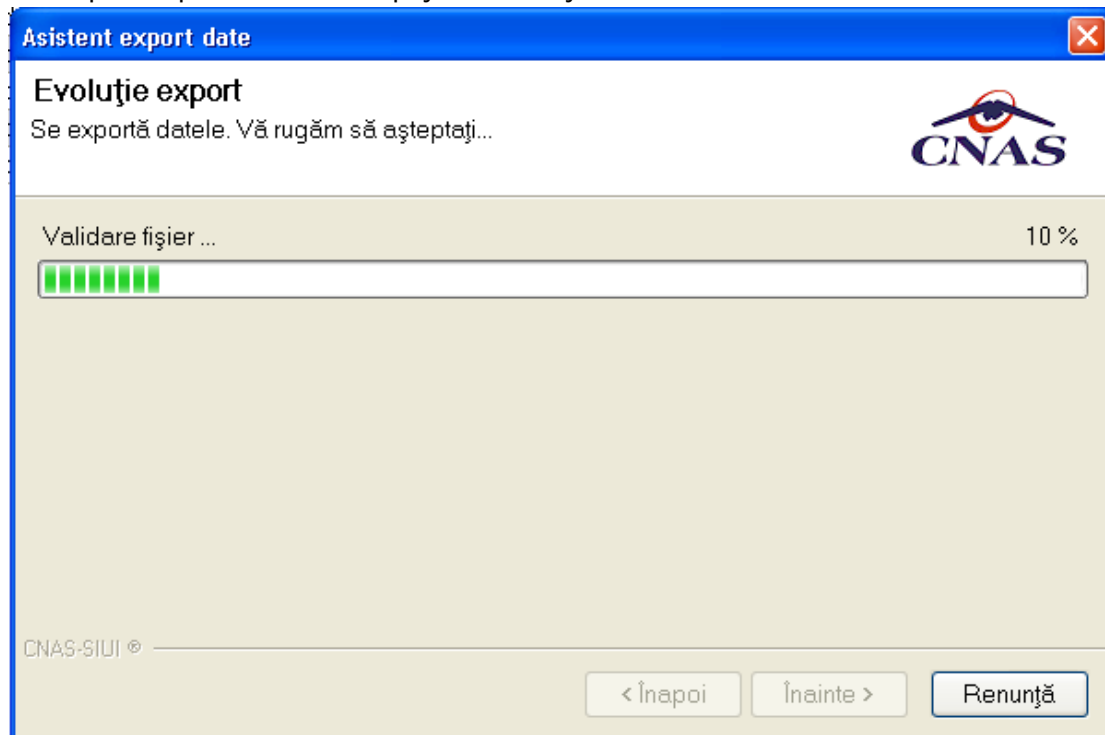 Asistent export date
Evoluţie export
Se exportă datele. Vă rugăm să aşteptaţi...
CNAS
Validare fişier ... 10 %
CNAS-SIUI ®
< Înapoi Înainte > Renunţă